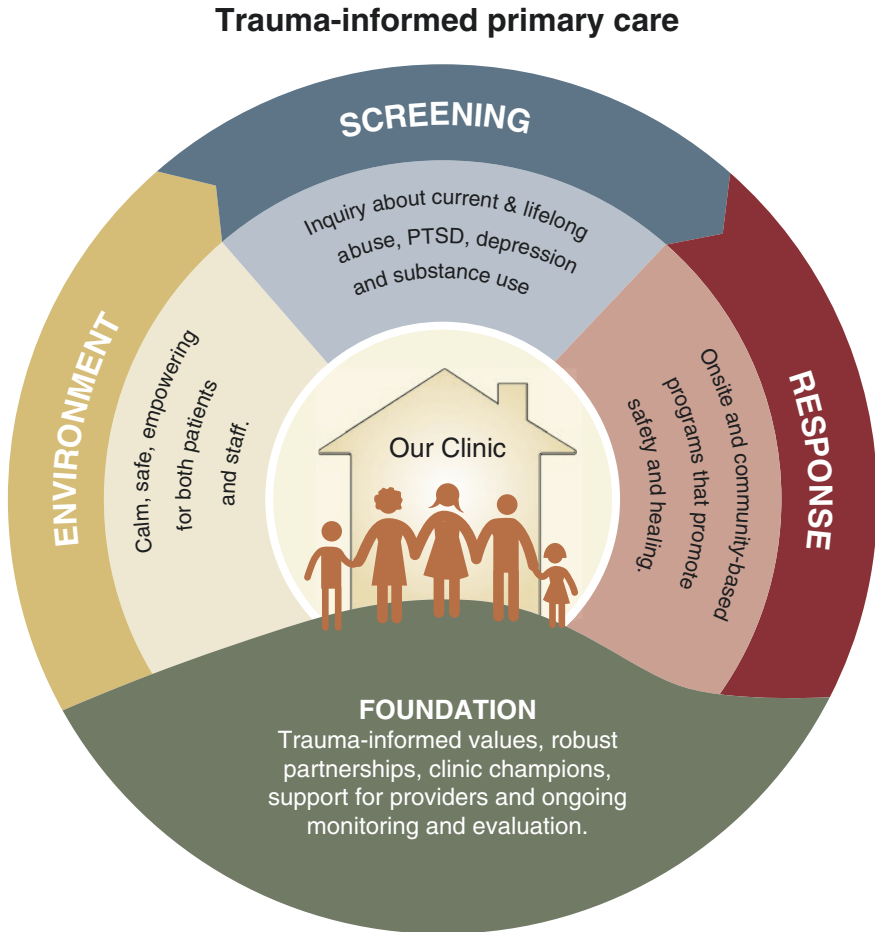 Trauma-informed primary care
SCREENING
Inquiry about current & lifelong
abuse, PTSD, depression
and substance use
ENVIRONMENT
Calm, safe, empowering
for both patients
and staff.
RESPONSE
Onsite and community-based
programs that promote
safety and healing.
Our Clinic
FOUNDATION
Trauma-informed values, robust
partnerships, clinic champions,
support for providers and ongoing
monitoring and evaluation.